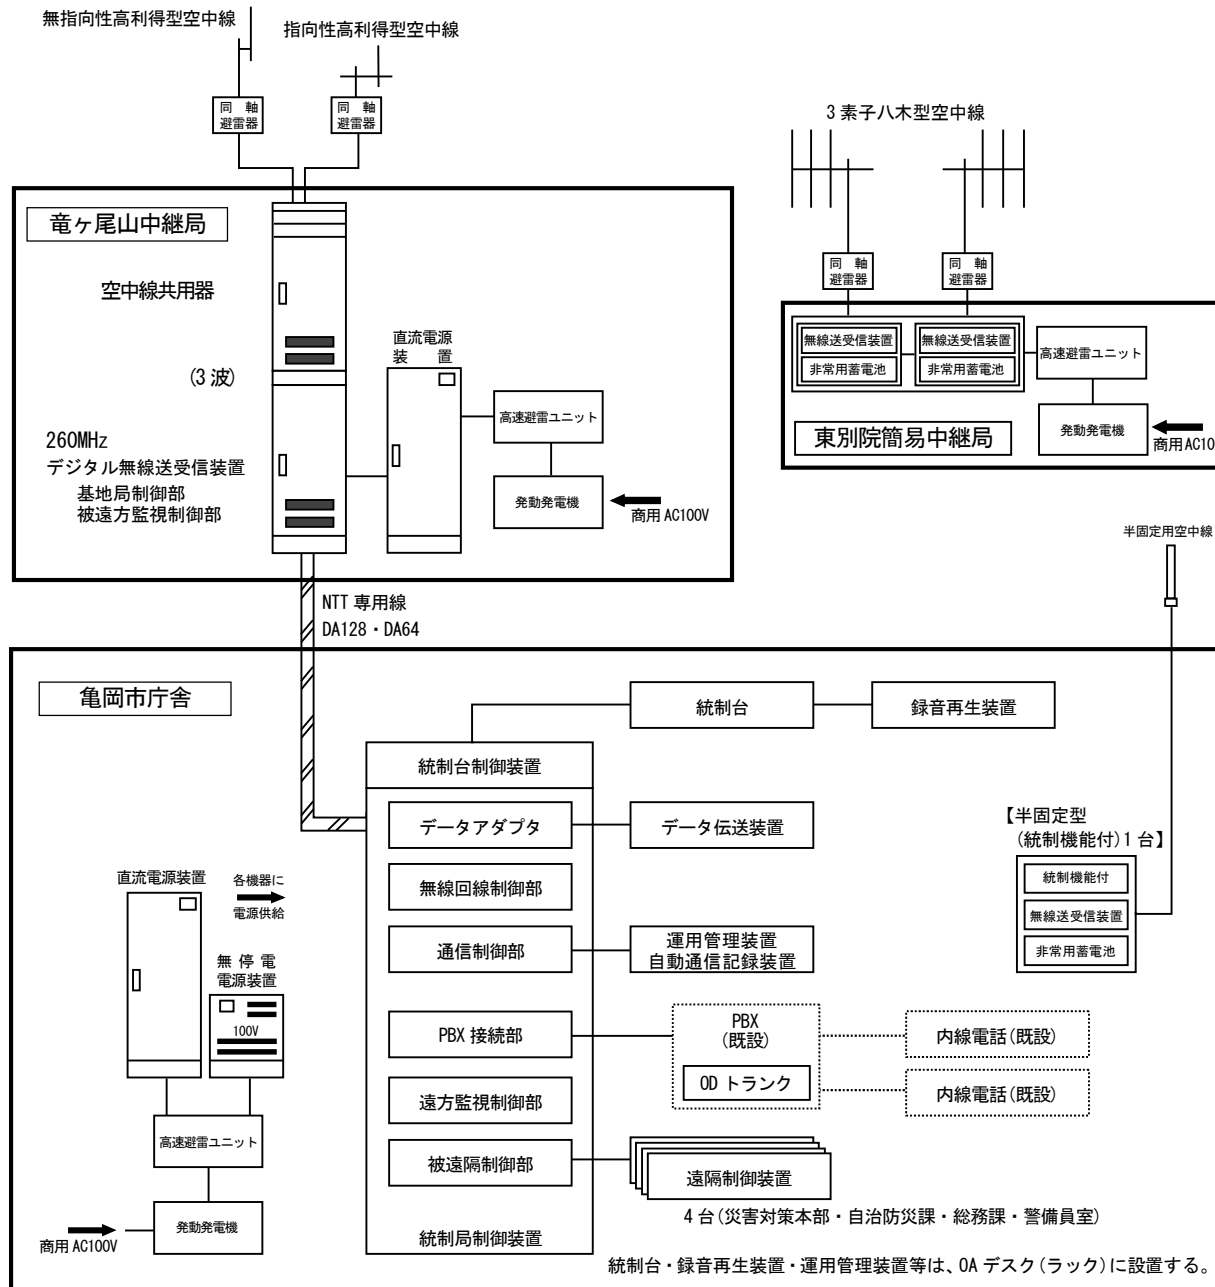 無指向性高利得型空中線
指向性高利得型空中線
同 軸
避雷器
同 軸
避雷器
3 素子八木型空中線
同 軸
避雷器
同 軸
避雷器
竜ヶ尾山中継局
空中線共用器
(3 波)
260MHz
デジタル無線送受信装置
基地局制御部
被遠方監視制御部
直流電源
装 置
高速避雷ユニット
発動発電機
商用 AC100V
無線送受信装置
非常用蓄電池
無線送受信装置
非常用蓄電池
高速避雷ユニット
東別院簡易中継局
発動発電機
商用 AC10
NTT 専用線
DA128・DA64
半固定用空中線
亀岡市庁舎
統制台
録音再生装置
統制台制御装置
データアダプタ
データ伝送装置
無線回線制御部
通信制御部
運用管理装置
自動通信記録装置
PBX 接続部
PBX
(既設)
OD トランク
内線電話(既設)
内線電話(既設)
遠方監視制御部
被遠隔制御部
遠隔制御装置
4 台(災害対策本部・自治防災課・総務課・警備員室)
統制局制御装置
【半固定型
(統制機能付)1 台】
統制機能付
無線送受信装置
非常用蓄電池
直流電源装置
各機器に
電源供給
無 停 電
電源装置
100V
高速避雷ユニット
発動発電機
商用 AC100V
統制台・録音再生装置・運用管理装置等は、OA デスク(ラック)に設置する。